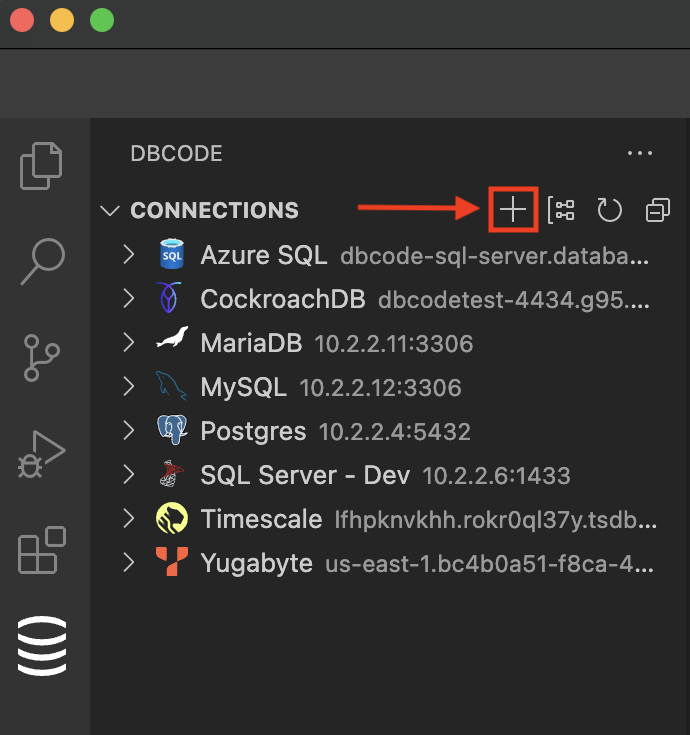 DBCODE
CONNECTIONS
SQL Azure SQL dbcode-sql-server.databa...
CockroachDB dbcodetest-4434.g95....
MariaDB 10.2.2.11:3306
MySQL 10.2.2.12:3306
Postgres 10.2.2.4:5432
SQL Server - Dev 10.2.2.6:1433
Timescale lfhpknvkhh.rokr0ql37y.tsdb...
Yugabyte us-east-1.bc4b0a51-f8ca-4...